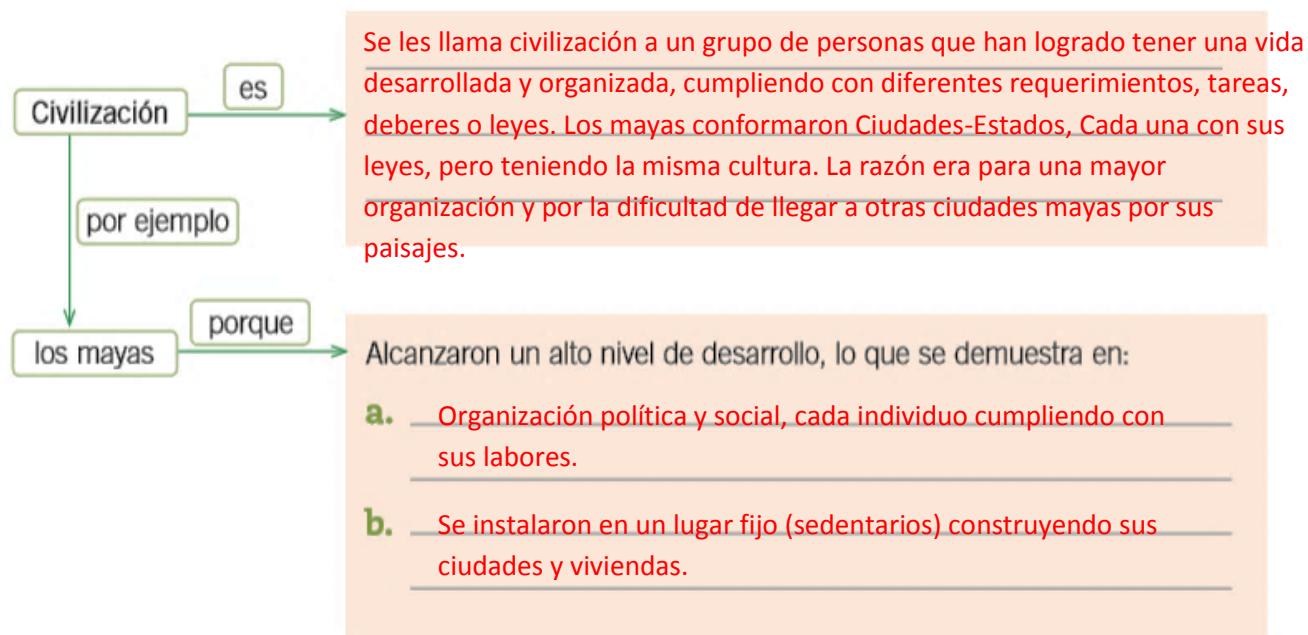 Se les llama civilización a un grupo de personas que han logrado tener una vida
es
desarrollada y organizada, cumpliendo con diferentes requerimientos, tareas,
Civilización
deberes o leyes. Los mayas conformaron Ciudades-Estados, Cada una con sus
leyes, pero teniendo la misma cultura. La razón era para una mayor
organización y por la dificultad de llegar a otras ciudades mayas por sus
paisajes.
por ejemplo
los mayas
porque
Alcanzaron un alto nivel de desarrollo, lo que se demuestra en:
a. Organización política y social, cada individuo cumpliendo con
sus labores.
b. Se instalaron en un lugar fijo (sedentarios) construyendo sus
ciudades y viviendas.